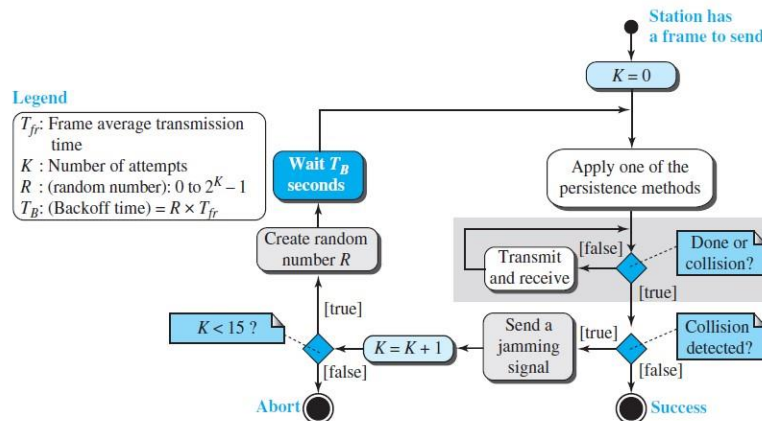 Station has
a frame to send
K = 0
Legend
T_fr: Frame average transmission
time
K : Number of attempts
R : (random number): 0 to 2^K – 1
T_B: (Backoff time) = R × T_fr
Wait T_B
seconds
Apply one of the
persistence methods
Create random
number R
[false]
Transmit
and receive
Done or
collision?
[true]
[true]
K < 15 ?
K = K + 1
Send a
jamming
signal
[true]
Collision
detected?
[false]
[false]
Abort
Success